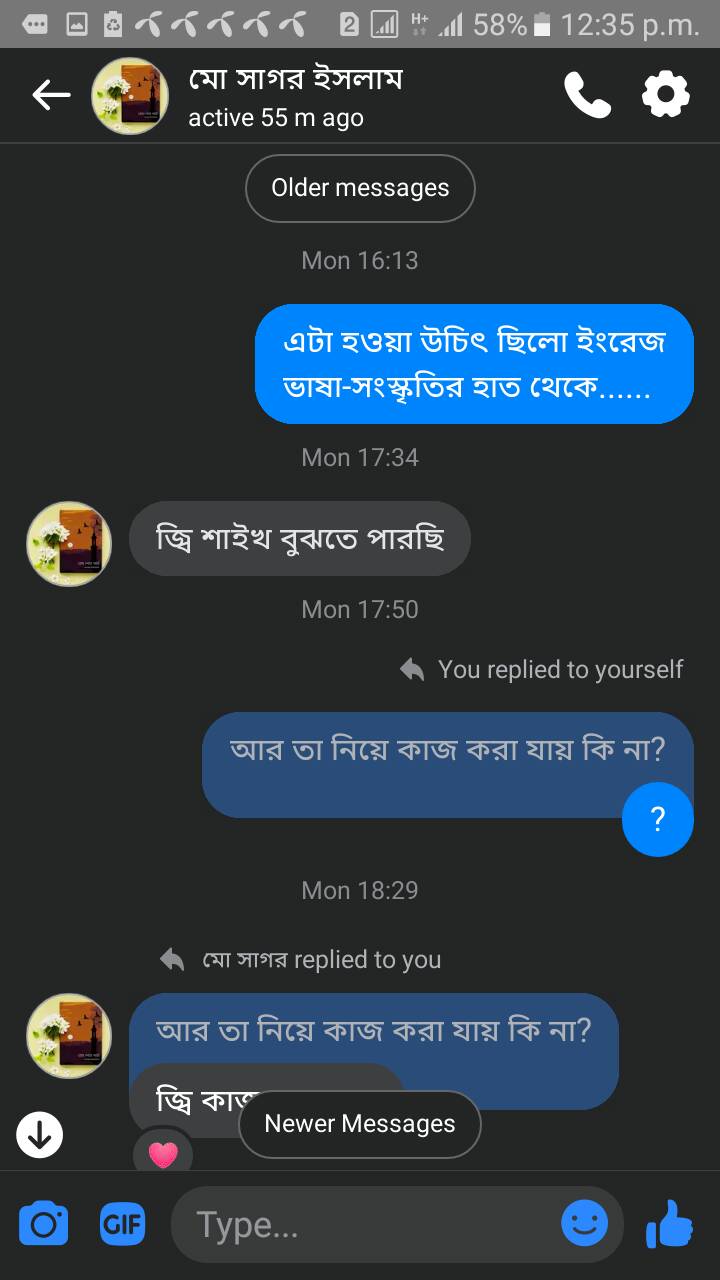 2 H+ 58% 12:35 p.m.
মো সাগর ইসলাম
active 55 m ago
Older messages
Mon 16:13
এটা হওয়া উচিৎ ছিলো ইংরেজ
ভাষা-সংস্কৃতির হাত থেকে......
Mon 17:34
জ্বি শাইখ বুঝতে পারছি
Mon 17:50
You replied to yourself
আর তা নিয়ে কাজ করা যায় কি না?
?
Mon 18:29
মো সাগর replied to you
আর তা নিয়ে কাজ করা যায় কি না?
জ্বি
Newer Messages
GIF Type...